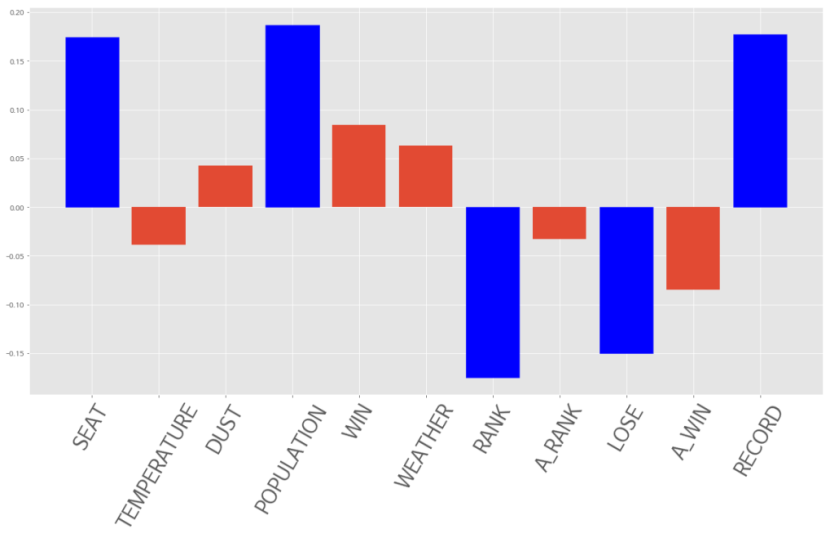 0.20
0.15
0.10
0.05
0.00
−0.05
−0.10
−0.15
SEAT
TEMPERATURE
DUST
POPULATION
WIN
WEATHER
RANK
A_RANK
LOSE
A_WIN
RECORD